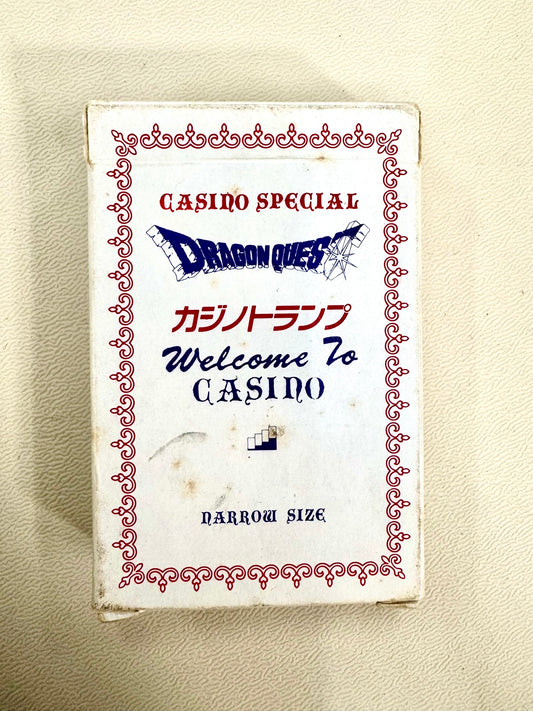 CASINO SPECIAL
DRAGON QUEST
カジノトランプ
Welcome To
CASINO
NARROW SIZE